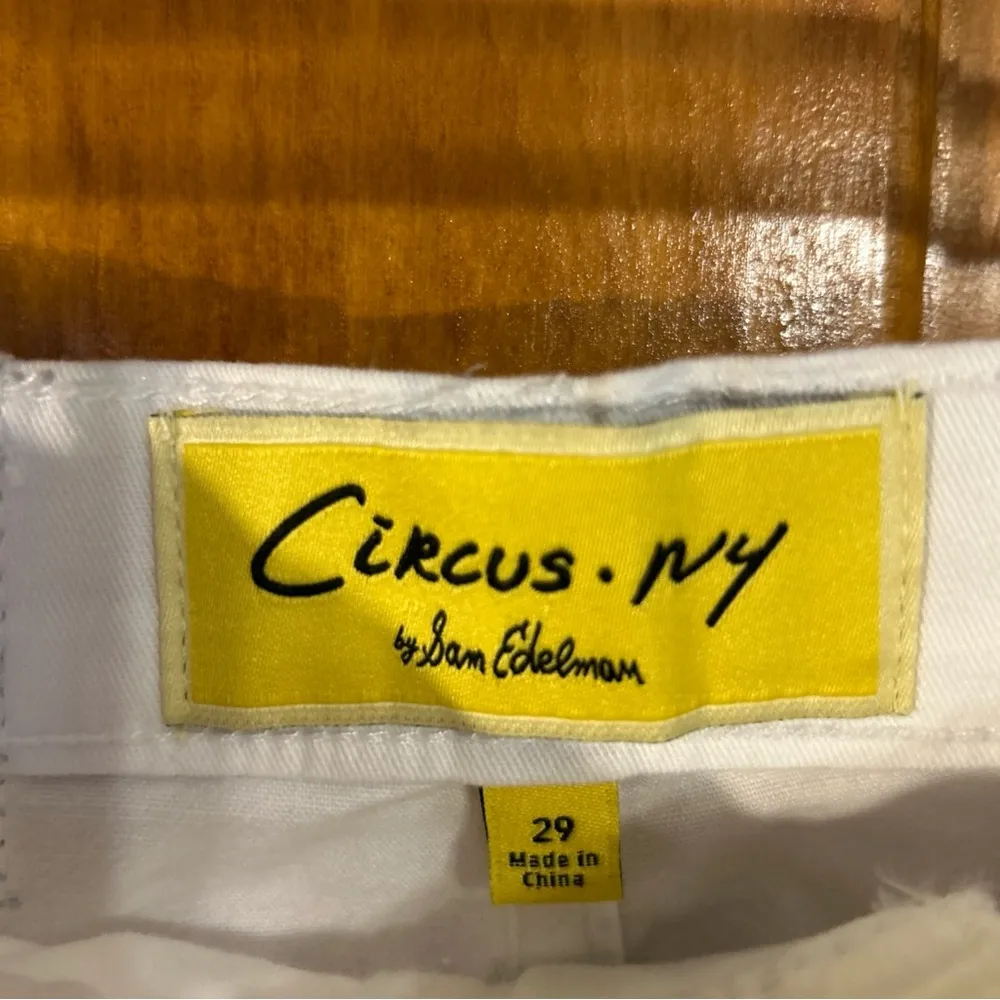 CiRCUS . NY
by Sam Edelman
29
Made in
China